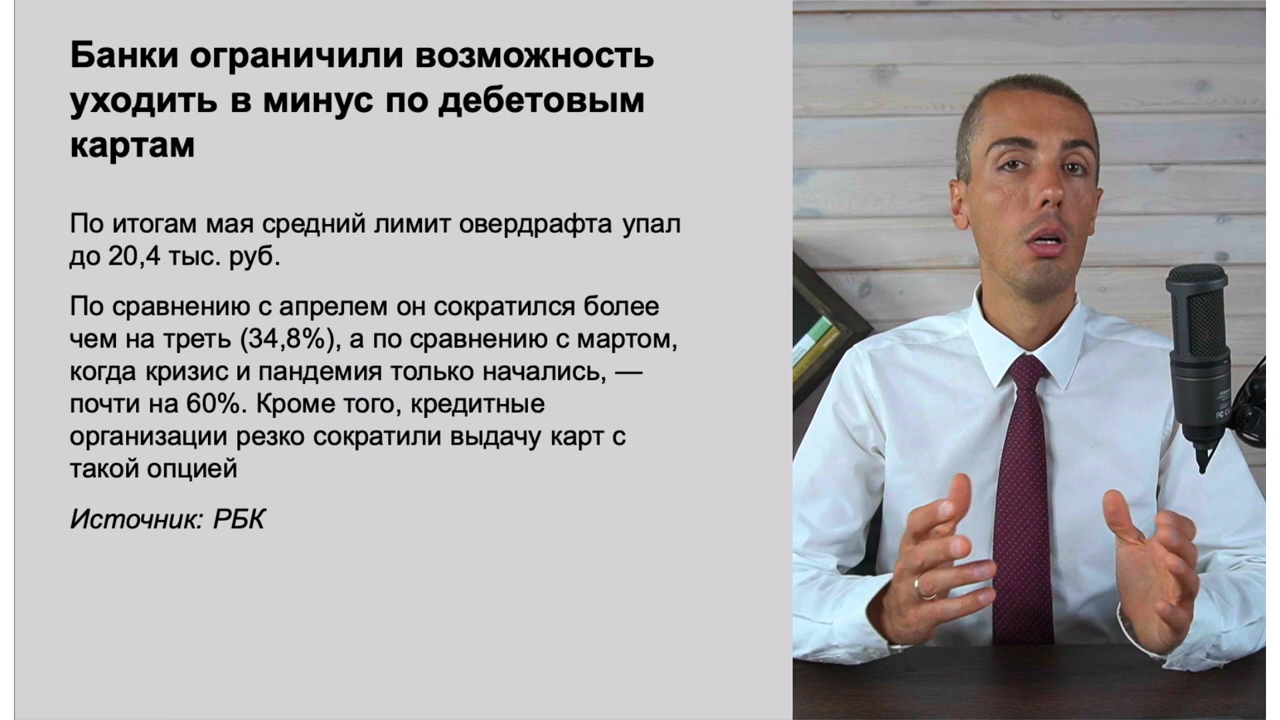 Банки ограничили возможность
уходить в минус по дебетовым
картам
По итогам мая средний лимит овердрафта упал
до 20,4 тыс. руб.
По сравнению с апрелем он сократился более
чем на треть (34,8%), а по сравнению с мартом,
когда кризис и пандемия только начались, —
почти на 60%. Кроме того, кредитные
организации резко сократили выдачу карт с
такой опцией
Источник: РБК